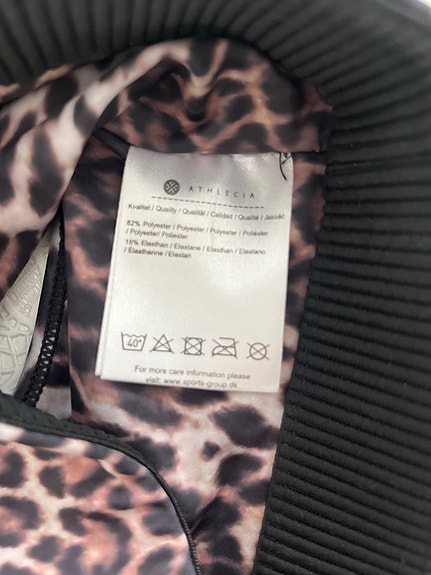 ATHLECIA
Kvalitet / Quality / Qualität / Calidad / Qualité / Jakość
82% Polyester / Polyester / Polyester / Poliéster
/ Polyester/ Poliester
18% Elasthan / Elastane / Elasthan / Elastano
/ Élasthanne / Elastan
40°
For more care information please
visit: www.sports-group.dk